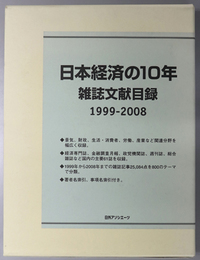 日本経済の10年
雑誌文献目録
1999-2008
◆景気、財政、生活・消費者、労働、産業など関連分野を
幅広く収録。
◆経済専門誌、金融調査月報、政党機関誌、週刊誌、総合
雑誌など国内の主要61誌を収録。
◆1999年から2008年までの雑誌記事25,684点を800のテーマ
で分類。
◆著者名索引、事項名索引付き。
日外アソシエーツ